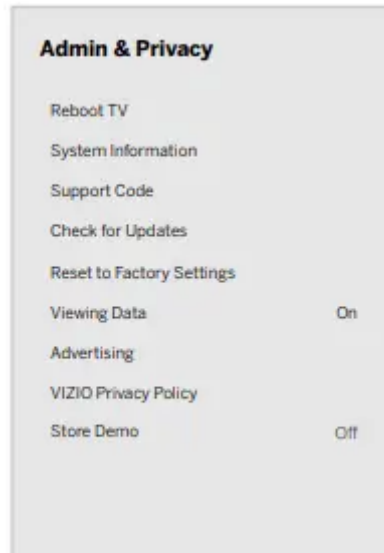 Admin & Privacy
Reboot TV
System Information
Support Code
Check for Updates
Reset to Factory Settings
Viewing Data On
Advertising
VIZIO Privacy Policy
Store Demo Off